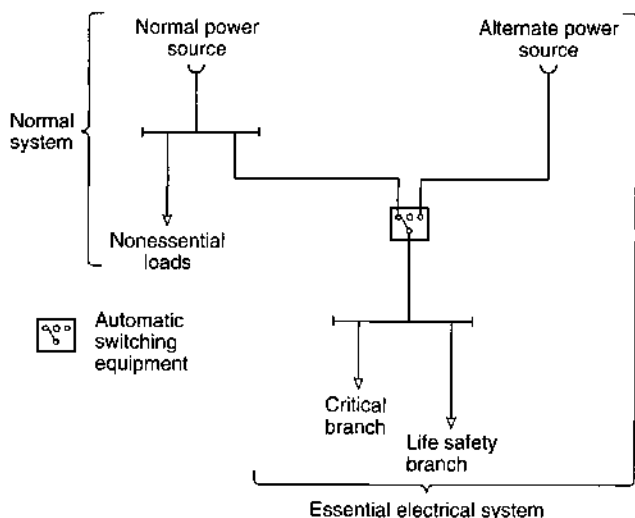 Normal power
source
Alternate power
source
Normal
system
Nonessential
loads
Automatic
switching
equipment
Critical
branch
Life safety
branch
Essential electrical system